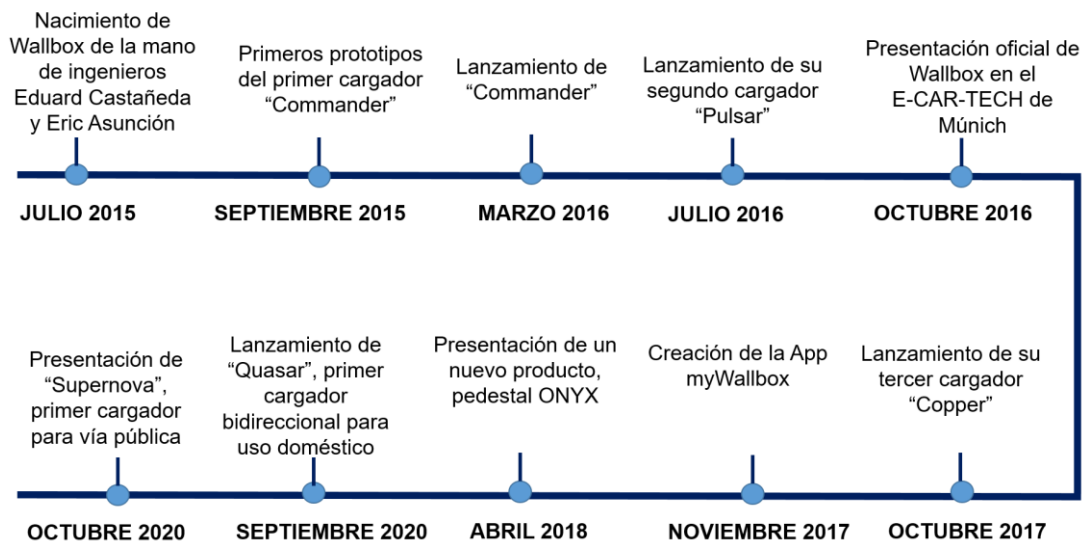 Nacimiento de
Wallbox de la mano
de ingenieros
Eduard Castañeda
y Eric Asunción
JULIO 2015
Primeros prototipos
del primer cargador
“Commander”
SEPTIEMBRE 2015
Lanzamiento de
“Commander”
MARZO 2016
Lanzamiento de su
segundo cargador
“Pulsar”
JULIO 2016
Presentación oficial de
Wallbox en el
E-CAR-TECH de
Múnich
OCTUBRE 2016
Presentación de
“Supernova”,
primer cargador
para vía pública
OCTUBRE 2020
Lanzamiento de
“Quasar”, primer
cargador
bidireccional para
uso doméstico
SEPTIEMBRE 2020
Presentación de un
nuevo producto,
pedestal ONYX
ABRIL 2018
Creación de la App
myWallbox
NOVIEMBRE 2017
Lanzamiento de su
tercer cargador
“Copper”
OCTUBRE 2017